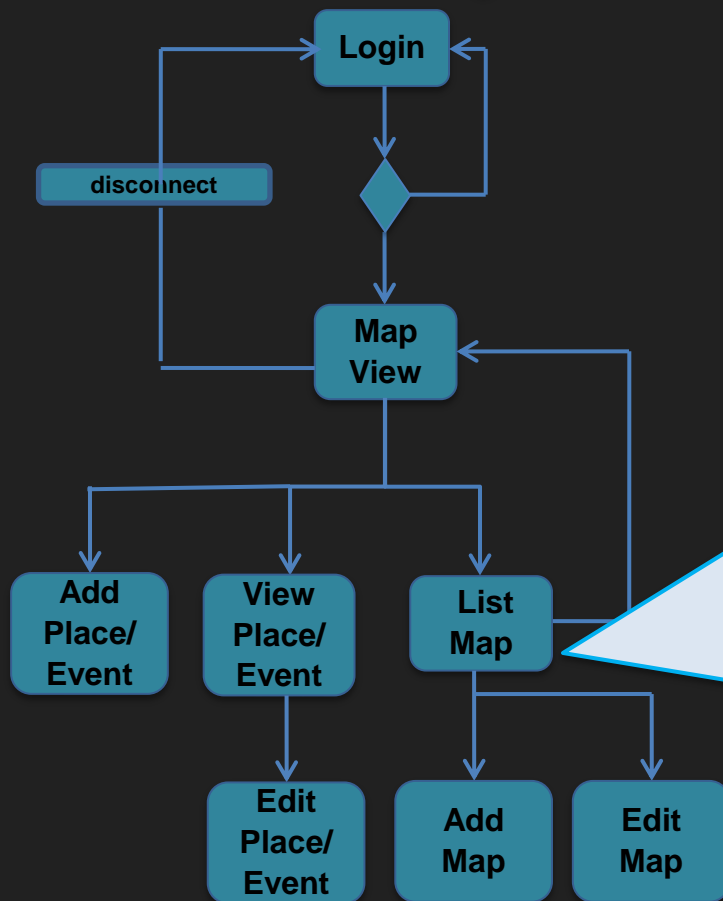 Login
disconnect
Map
View
Add
Place/
Event
View
Place/
Event
List
Map
Edit
Place/
Event
Add
Map
Edit
Map